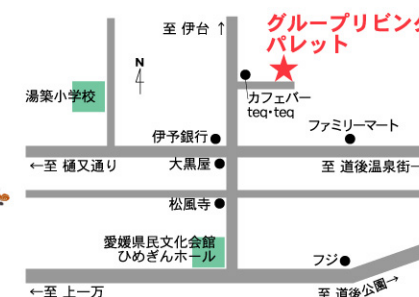 至 伊台 ↑
グループリビング
パレット
N
湯築小学校
カフェバー
teq・teq
伊予銀行
ファミリーマート
←至 樋又通り
大黒屋
至 道後温泉街→
松風寺
愛媛県民文化会館
ひめぎんホール
フジ
←至 上一万
至 道後公園→